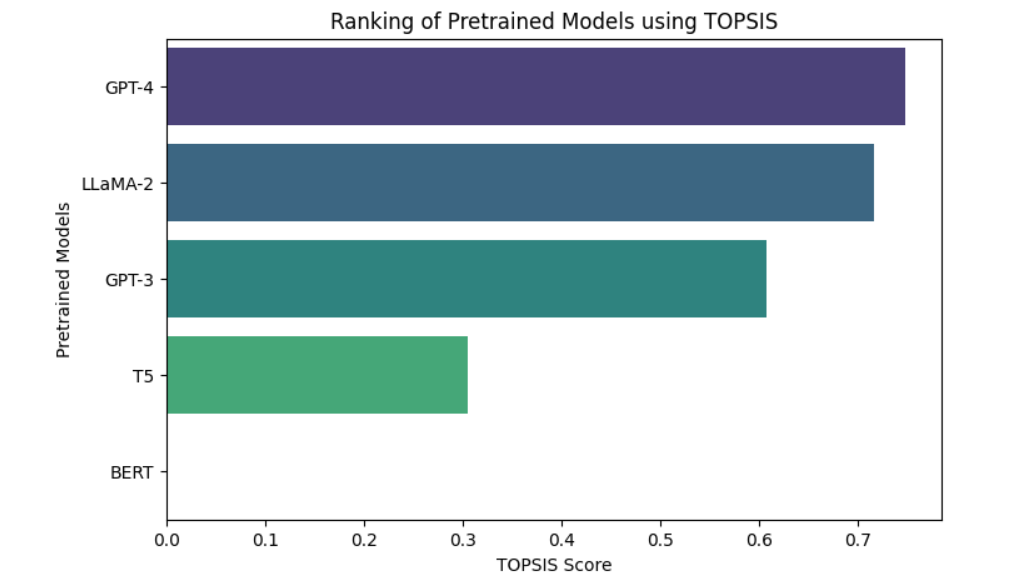 Ranking of Pretrained Models using TOPSIS
Pretrained Models
GPT-4
LLaMA-2
GPT-3
T5
BERT
0.0 0.1 0.2 0.3 0.4 0.5 0.6 0.7
TOPSIS Score